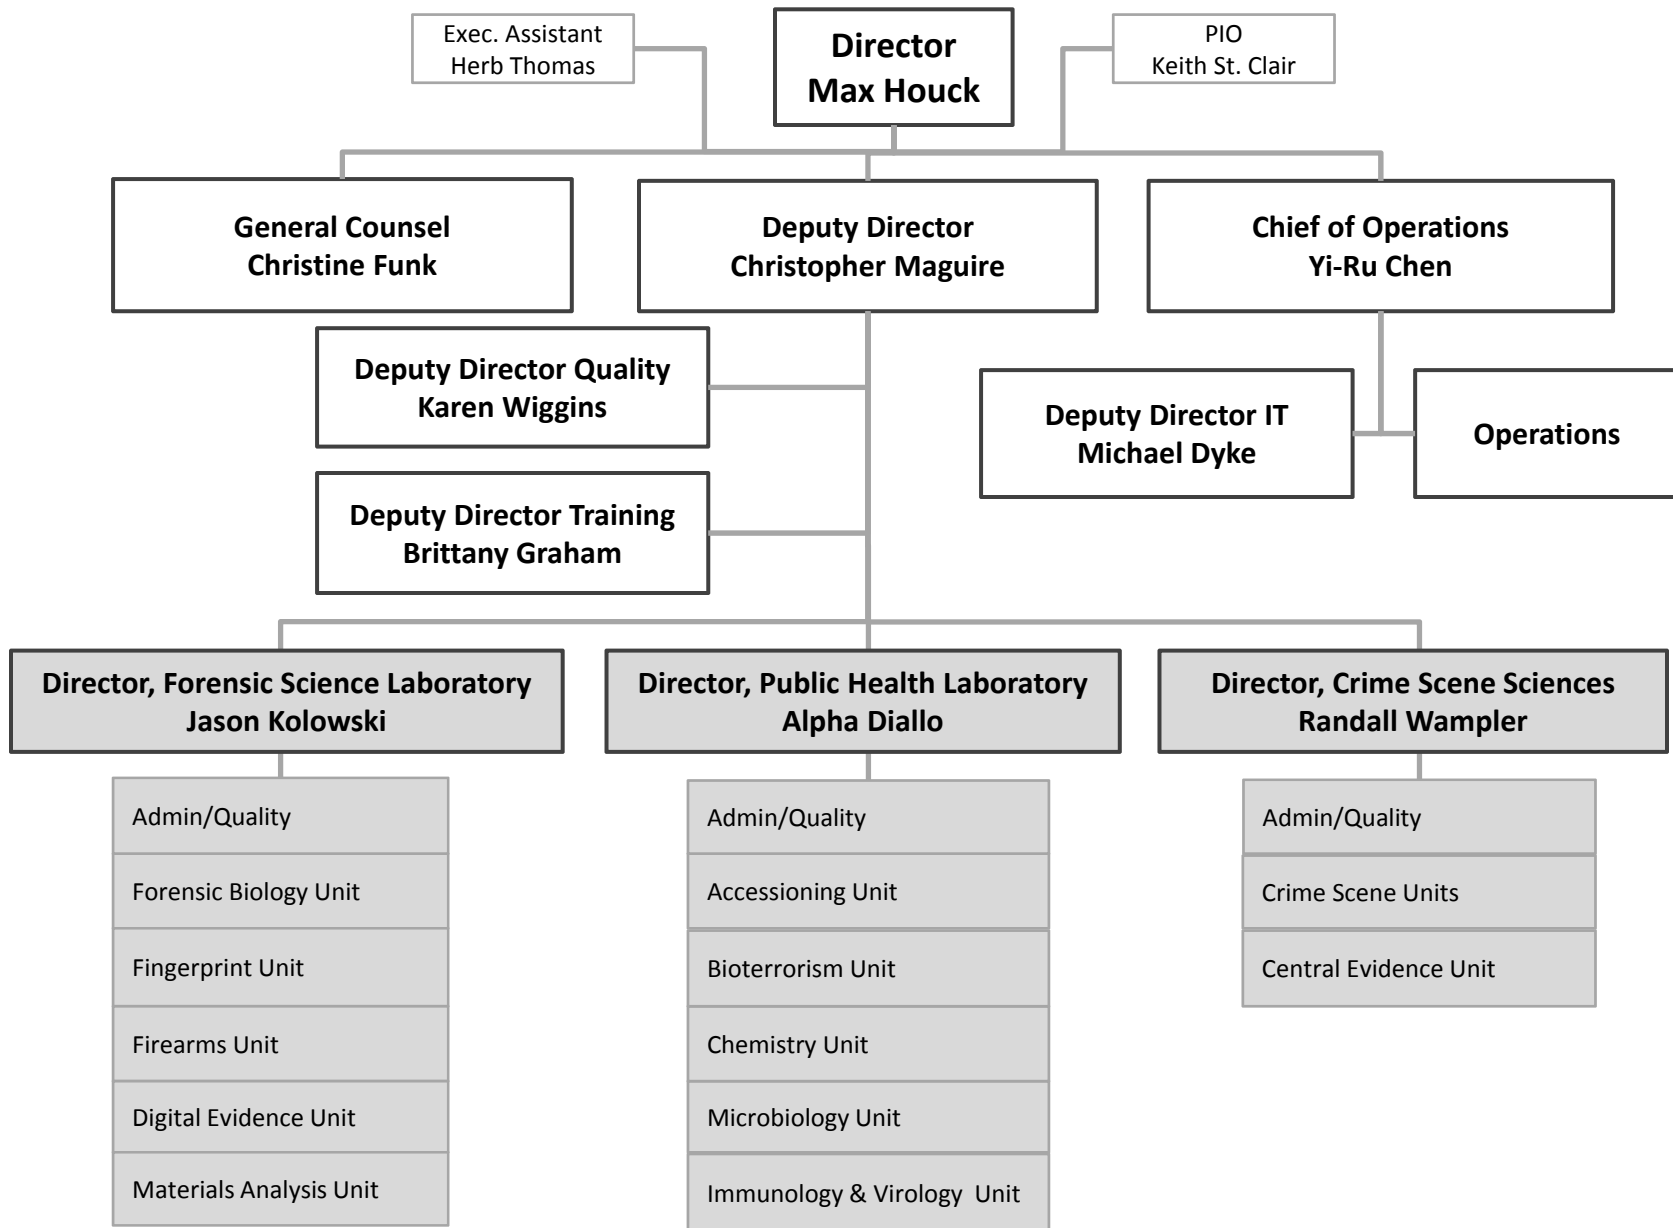 Exec. Assistant
Herb Thomas
Director
Max Houck
PIO
Keith St. Clair
General Counsel
Christine Funk
Deputy Director
Christopher Maguire
Chief of Operations
Yi-Ru Chen
Deputy Director Quality
Karen Wiggins
Deputy Director IT
Michael Dyke
Operations
Deputy Director Training
Brittany Graham
Director, Forensic Science Laboratory
Jason Kolowski
Director, Public Health Laboratory
Alpha Diallo
Director, Crime Scene Sciences
Randall Wampler
Admin/Quality
Forensic Biology Unit
Fingerprint Unit
Firearms Unit
Digital Evidence Unit
Materials Analysis Unit
Admin/Quality
Accessioning Unit
Bioterrorism Unit
Chemistry Unit
Microbiology Unit
Immunology & Virology  Unit
Admin/Quality
Crime Scene Units
Central Evidence Unit